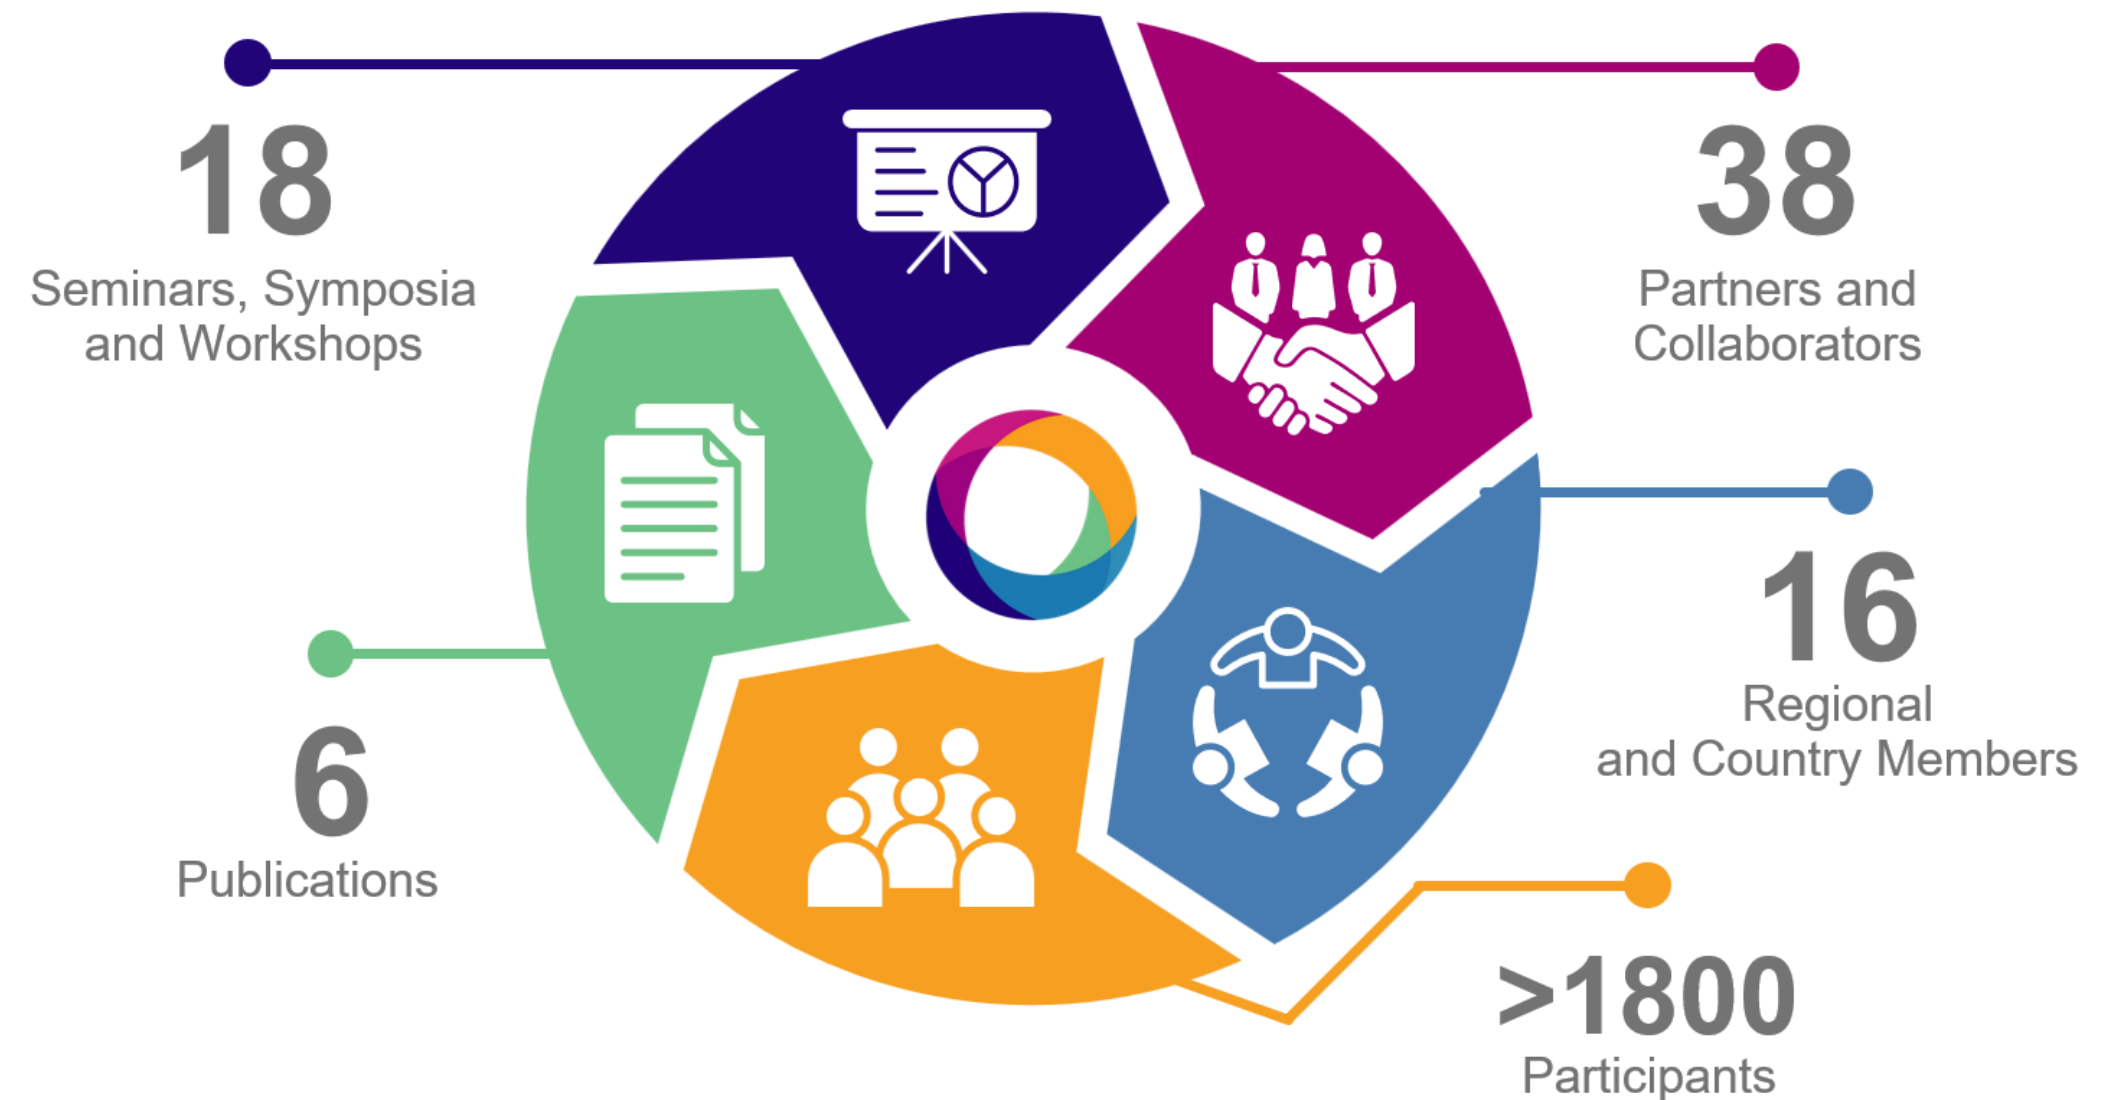 18
Seminars, Symposia
and Workshops
38
Partners and
Collaborators
16
Regional
and Country Members
6
Publications
>1800
Participants